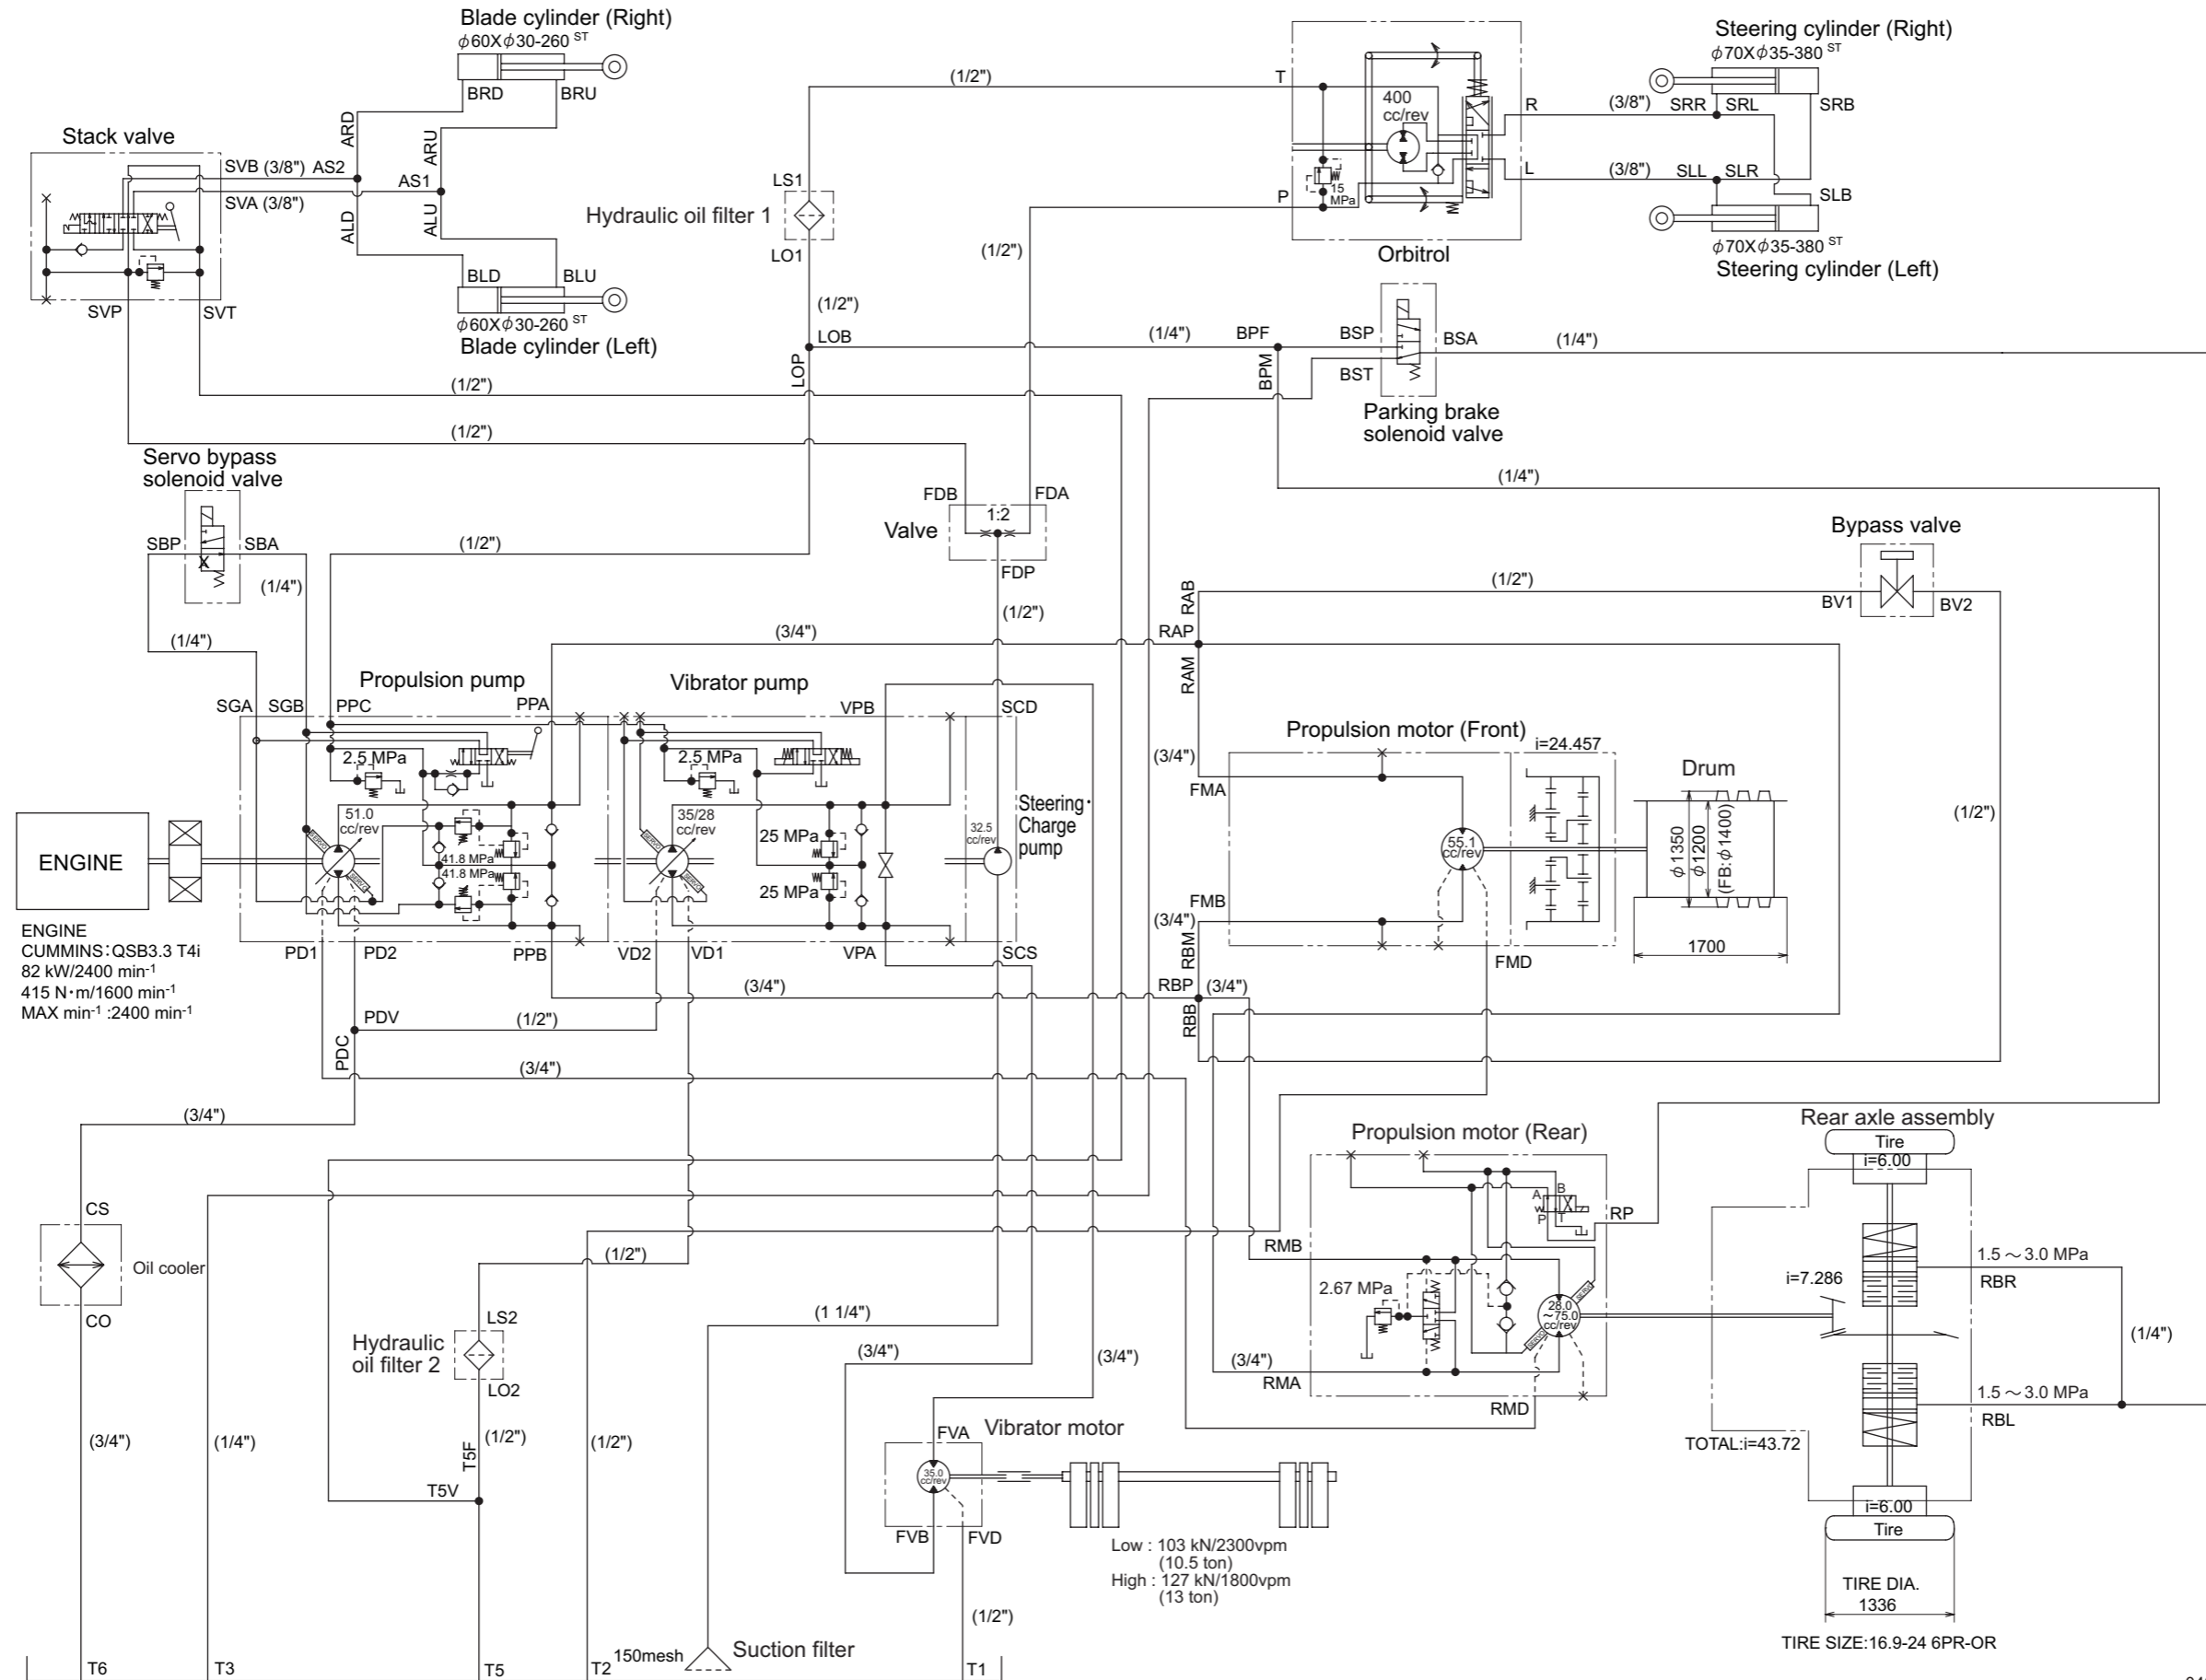 Blade cylinder (Right)
φ60Xφ30-260 ST
BRD
BRU
ARD
ARU
Stack valve
SVB (3/8") AS2
AS1
SVA (3/8")
ALD
ALU
BLD
BLU
SVP
SVT
φ60Xφ30-260 ST
Blade cylinder (Left)
(1/2")
(1/2")
(1/2")
LS1
Hydraulic oil filter 1
LO1
(1/2")
LOB
LOP
T
P
400
cc/rev
15
MPa
R
L
Orbitrol
(1/2")
Steering cylinder (Right)
φ70Xφ35-380 ST
(3/8")
SRR
SRL
SRB
(3/8")
SLL
SLR
SLB
φ70Xφ35-380 ST
Steering cylinder (Left)
(1/4")
BPF
BSP
BSA
(1/4")
BPM
BST
Parking brake
solenoid valve
(1/4")
Servo bypass
solenoid valve
SBP
SBA
X
(1/4")
(1/4")
(1/2")
FDB
FDA
Valve
1:2
FDP
(1/2")
Bypass valve
(1/2")
BV1
BV2
RAB
RAP
RAM
(3/4")
Propulsion pump
Vibrator pump
SGA
SGB
PPC
PPA
VPB
SCD
2.5 MPa
2.5 MPa
51.0
cc/rev
SERVO
SERVO
41.8 MPa
41.8 MPa
35/28
cc/rev
SERVO
SERVO
25 MPa
25 MPa
32.5
cc/rev
Steering·
Charge
pump
ENGINE
ENGINE
CUMMINS:QSB3.3 T4i
82 kW/2400 min-1
415 N·m/1600 min-1
MAX min-1 :2400 min-1
PD1
PD2
PPB
VD2
VD1
VPA
SCS
Propulsion motor (Front)
i=24.457
(3/4")
FMA
55.1
cc/rev
Drum
φ1350
φ1200
(FB:φ1400)
1700
(1/2")
FMB
(3/4")
RBM
FMD
RBP
(3/4")
RBB
(3/4")
PDV
(1/2")
PDC
(3/4")
(3/4")
CS
Oil cooler
CO
(3/4")
(1/4")
(1/2")
LS2
Hydraulic
oil filter 2
LO2
(1/2")
T5F
T5V
(1/2")
(1 1/4")
(3/4")
(3/4")
Propulsion motor (Rear)
A
B
P
T
RP
RMB
2.67 MPa
28.0
~75.0
cc/rev
SERVO
SERVO
(3/4")
RMA
RMD
Rear axle assembly
Tire
i=6.00
1.5～3.0 MPa
RBR
i=7.286
(1/4")
1.5～3.0 MPa
RBL
TOTAL:i=43.72
i=6.00
Tire
TIRE DIA.
1336
TIRE SIZE:16.9-24 6PR-OR
Vibrator motor
FVA
35.0
cc/rev
FVB
FVD
Low : 103 kN/2300vpm
(10.5 ton)
High : 127 kN/1800vpm
(13 ton)
(1/2")
150mesh
Suction filter
T6
T3
T5
T2
T1